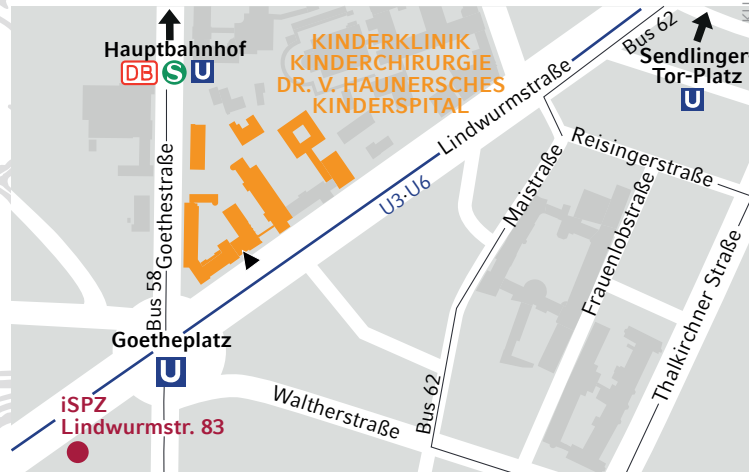 Hauptbahnhof
DB S U
KINDERKLINIK
KINDERCHIRURGIE
DR. V. HAUNERSCHES
KINDERSPITAL
Bus 62
Sendlinger
Tor-Platz
U
Lindwurmstraße
U3·U6
Reisingerstraße
Maistraße
Frauenlobstraße
Thalkirchner Straße
Goethestraße
Bus 58
Goetheplatz
U
iSPZ
Lindwurmstr. 83
Waltherstraße
Bus 62